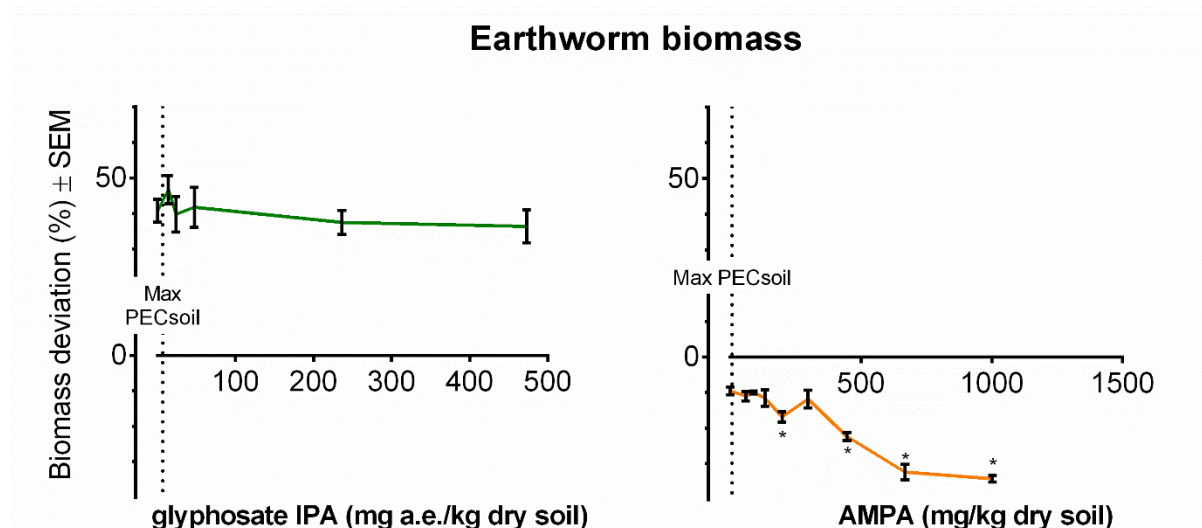 Earthworm biomass
Biomass deviation (%) ± SEM
50
Max
PECsoil
0
100 200 300 400 500
glyphosate IPA (mg a.e./kg dry soil)
50
Max PECsoil
0
500 1000 1500
* * * *
AMPA (mg/kg dry soil)